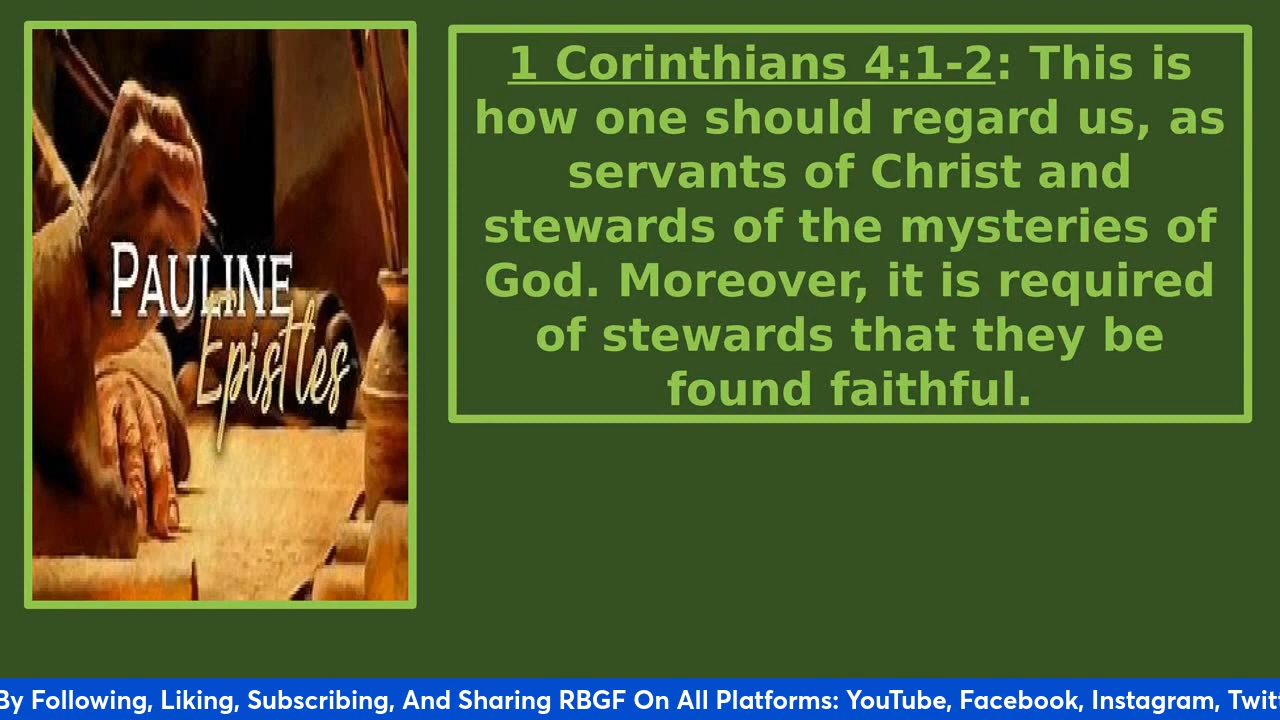 PAULINE
Epistles
1 Corinthians 4:1-2: This is
how one should regard us, as
servants of Christ and
stewards of the mysteries of
God. Moreover, it is required
of stewards that they be
found faithful.
By Following, Liking, Subscribing, And Sharing RBGF On All Platforms: YouTube, Facebook, Instagram, Twit